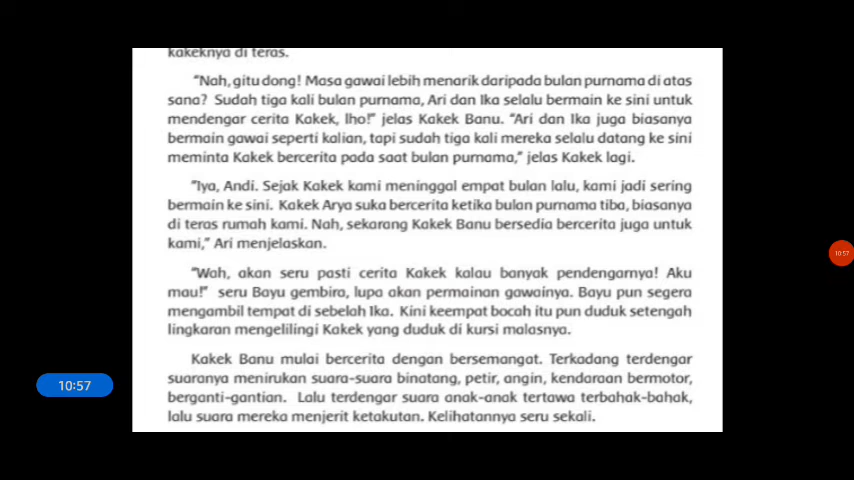 kakeknya di teras.
"Nah, gitu dong! Masa gawai lebih menarik daripada bulan purnama di atas
sana? Sudah tiga kali bulan purnama, Ari dan Ika selalu bermain ke sini untuk
mendengar cerita Kakek, lho!" jelas Kakek Banu. "Ari dan Ika juga biasanya
bermain gawai seperti kalian, tapi sudah tiga kali mereka selalu datang ke sini
meminta Kakek bercerita pada saat bulan purnama," jelas Kakek lagi.
"Iya, Andi. Sejak Kakek kami meninggal empat bulan lalu, kami jadi sering
bermain ke sini. Kakek Arya suka bercerita ketika bulan purnama tiba, biasanya
di teras rumah kami. Nah, sekarang Kakek Banu bersedia bercerita juga untuk
kami," Ari menjelaskan.
"Wah, akan seru pasti cerita Kakek kalau banyak pendengarnya! Aku
mau!" seru Bayu gembira, lupa akan permainan gawainya. Bayu pun segera
mengambil tempat di sebelah Ika. Kini keempat bocah itu pun duduk setengah
lingkaran mengelilingi Kakek yang duduk di kursi malasnya.
Kakek Banu mulai bercerita dengan bersemangat. Terkadang terdengar
suaranya menirukan suara-suara binatang, petir, angin, kendaraan bermotor,
berganti-gantian. Lalu terdengar suara anak-anak tertawa terbahak-bahak,
lalu suara mereka menjerit ketakutan. Kelihatannya seru sekali.
10:57
10:57